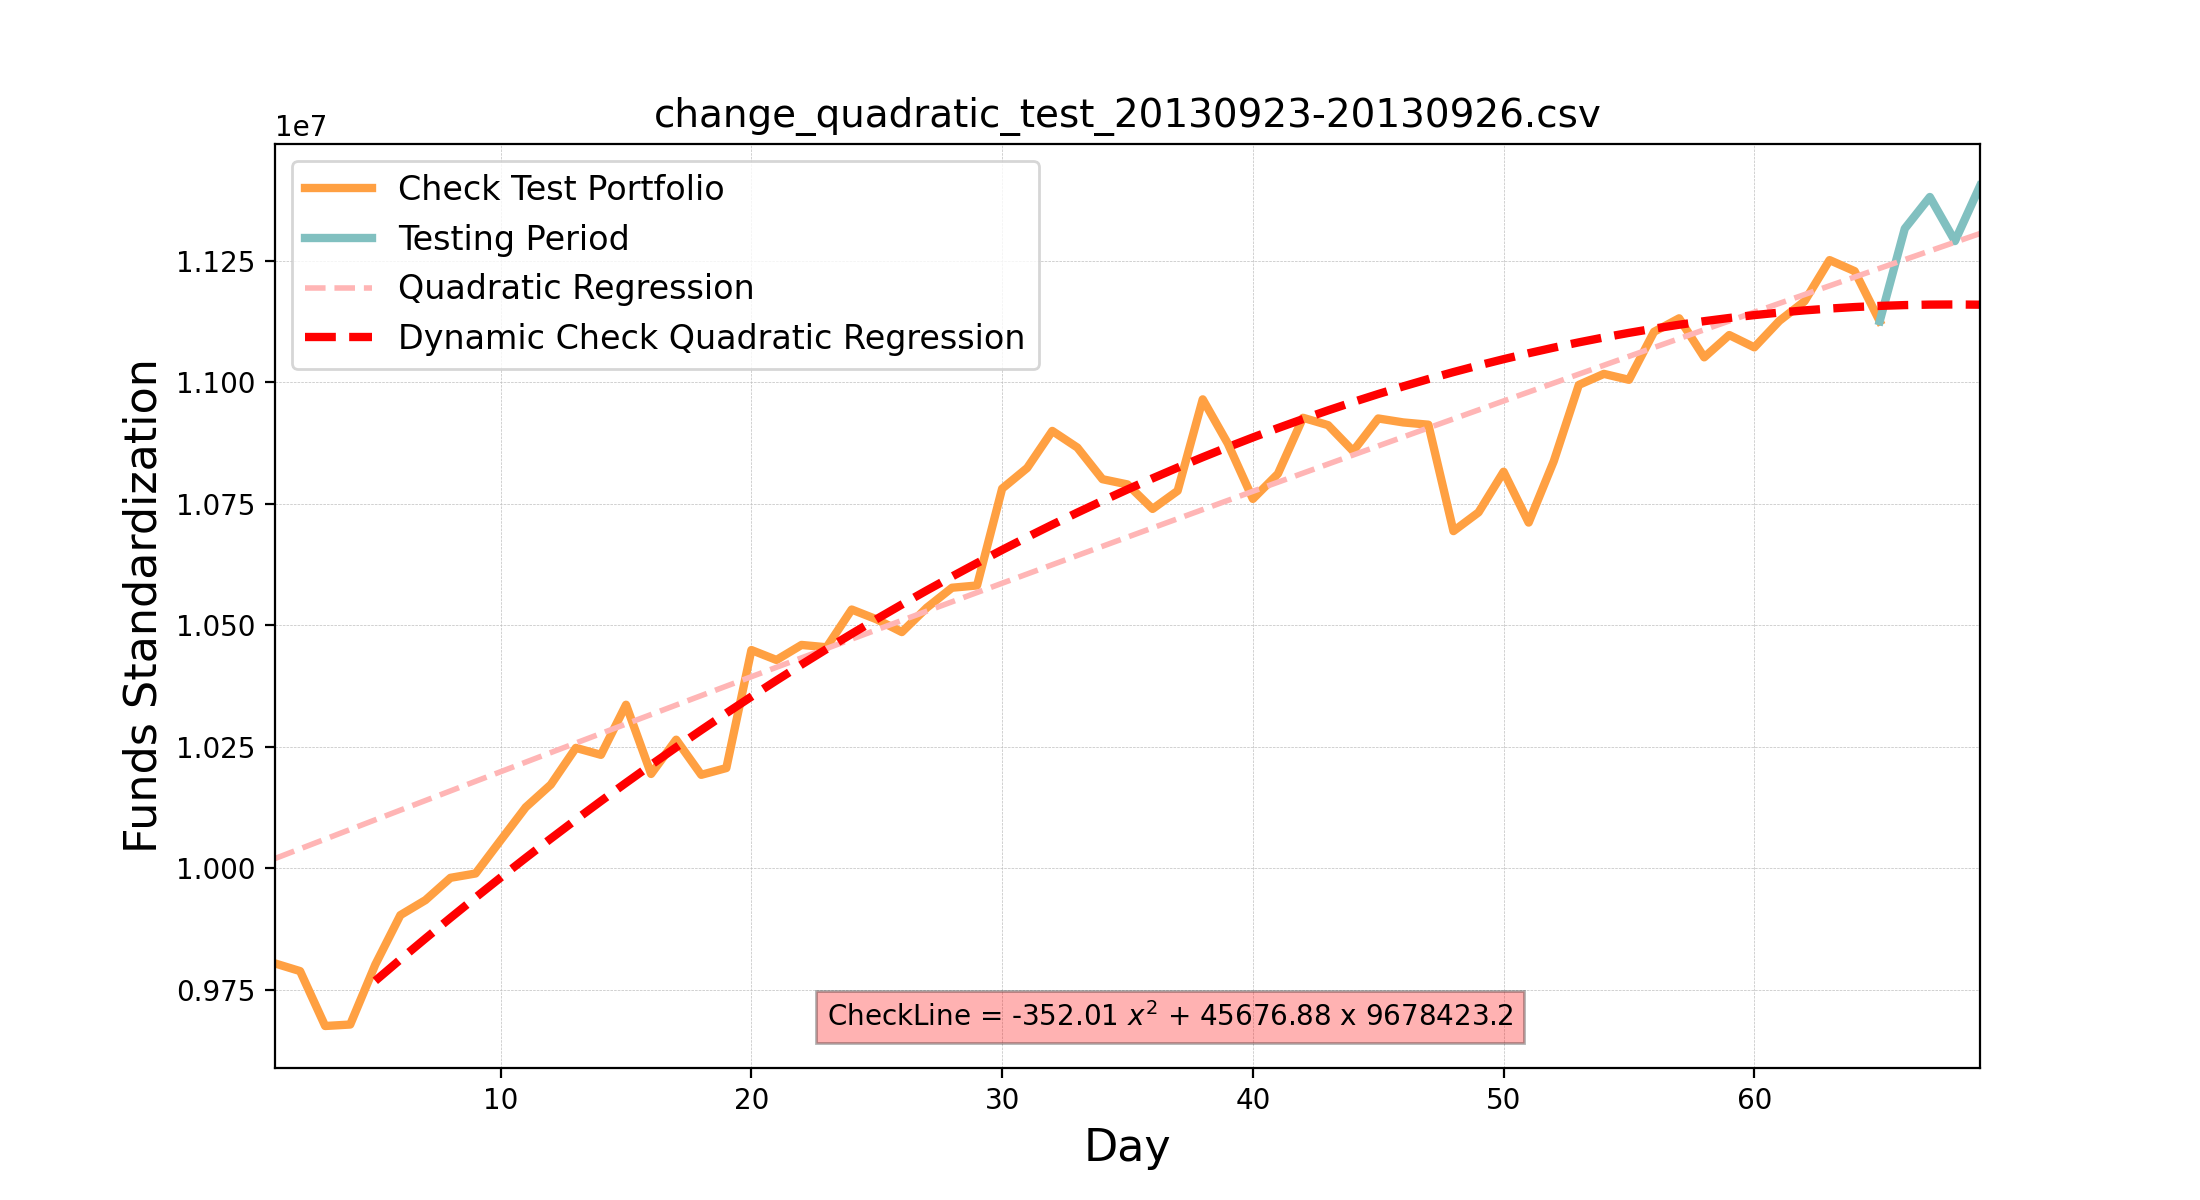 change_quadratic_test_20130923-20130926.csv
1e7
Check Test Portfolio
Testing Period
Quadratic Regression
Dynamic Check Quadratic Regression
Funds Standardization
1.125
1.100
1.075
1.050
1.025
1.000
0.975
CheckLine = -352.01 x² + 45676.88 x 9678423.2
10 20 30 40 50 60
Day